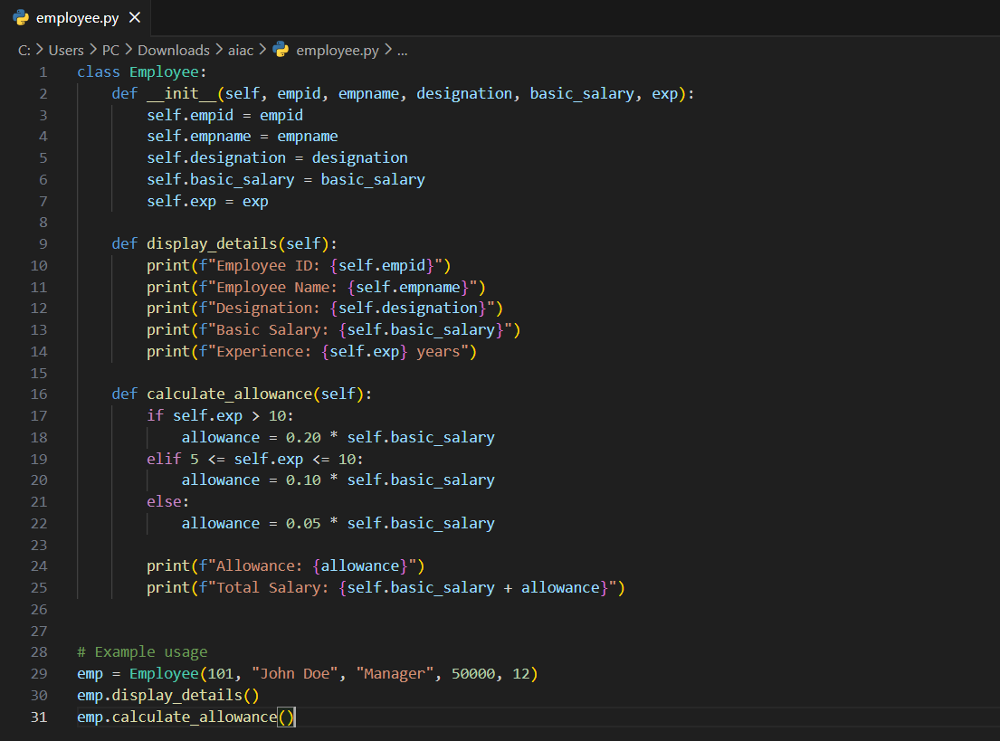 employee.py
C: > Users > PC > Downloads > aiac > employee.py > ...
1 class Employee:
2     def __init__(self, empid, empname, designation, basic_salary, exp):
3         self.empid = empid
4         self.empname = empname
5         self.designation = designation
6         self.basic_salary = basic_salary
7         self.exp = exp
8
9     def display_details(self):
10         print(f"Employee ID: {self.empid}")
11         print(f"Employee Name: {self.empname}")
12         print(f"Designation: {self.designation}")
13         print(f"Basic Salary: {self.basic_salary}")
14         print(f"Experience: {self.exp} years")
15
16     def calculate_allowance(self):
17         if self.exp > 10:
18             allowance = 0.20 * self.basic_salary
19         elif 5 <= self.exp <= 10:
20             allowance = 0.10 * self.basic_salary
21         else:
22             allowance = 0.05 * self.basic_salary
23
24         print(f"Allowance: {allowance}")
25         print(f"Total Salary: {self.basic_salary + allowance}")
26
27
28 # Example usage
29 emp = Employee(101, "John Doe", "Manager", 50000, 12)
30 emp.display_details()
31 emp.calculate_allowance()